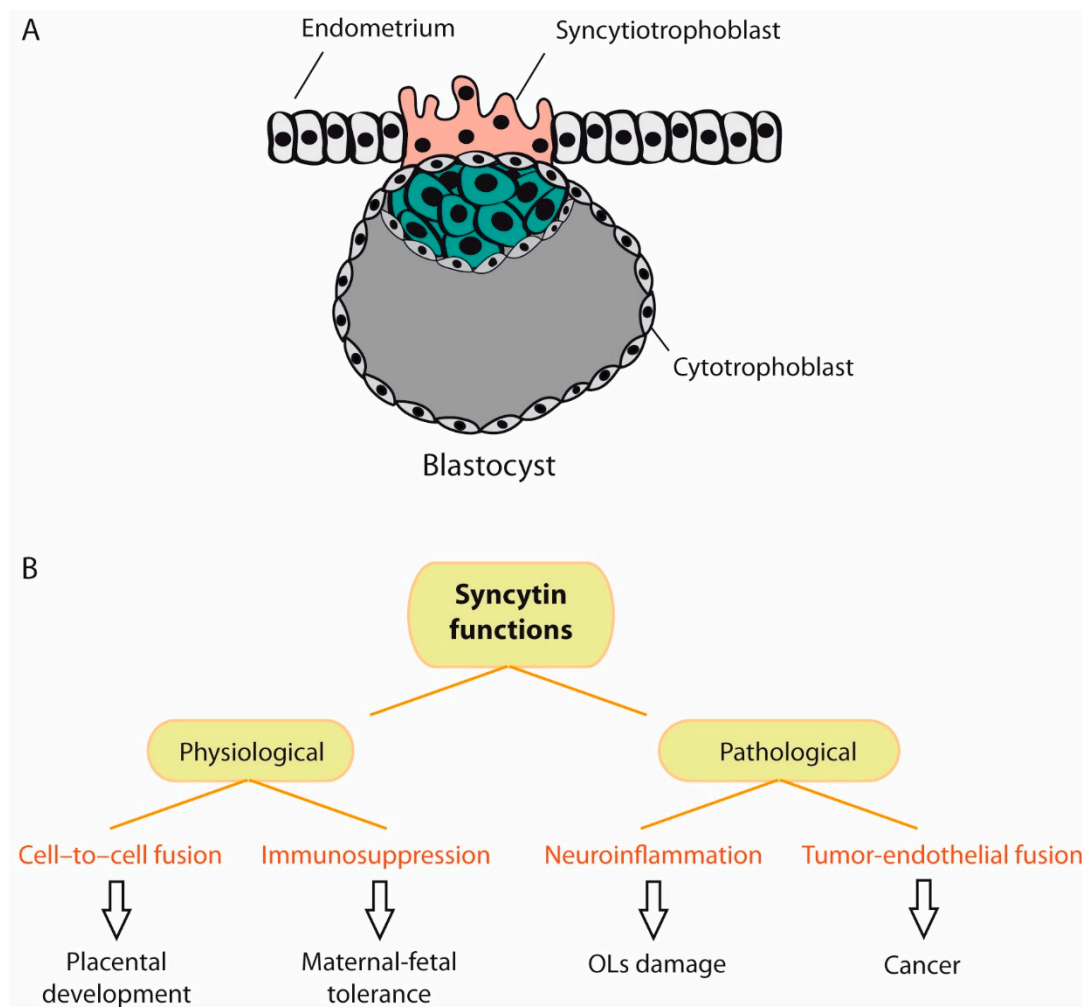 A
Endometrium
Syncytiotrophoblast
Cytotrophoblast
Blastocyst
B
Syncytin
functions
Physiological
Pathological
Cell–to–cell fusion
Immunosuppression
Neuroinflammation
Tumor-endothelial fusion
Placental
development
Maternal-fetal
tolerance
OLs damage
Cancer